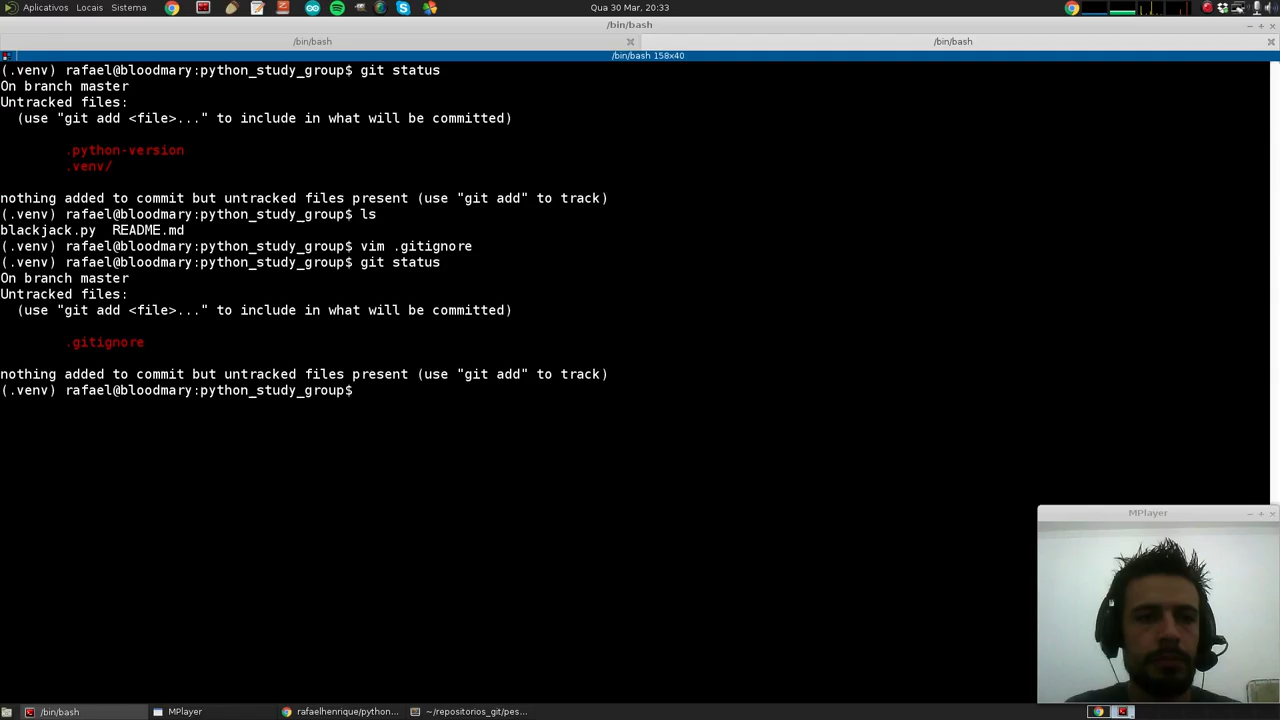 Aplicativos Locais Sistema
Qua 30 Mar, 20:33
/bin/bash
/bin/bash
/bin/bash
/bin/bash 158x40
(.venv) rafael@bloodmary:python_study_group$ git status
On branch master
Untracked files:
  (use "git add <file>..." to include in what will be committed)
        .python-version
        .venv/
nothing added to commit but untracked files present (use "git add" to track)
(.venv) rafael@bloodmary:python_study_group$ ls
blackjack.py  README.md
(.venv) rafael@bloodmary:python_study_group$ vim .gitignore
(.venv) rafael@bloodmary:python_study_group$ git status
On branch master
Untracked files:
  (use "git add <file>..." to include in what will be committed)
        .gitignore
nothing added to commit but untracked files present (use "git add" to track)
(.venv) rafael@bloodmary:python_study_group$
MPlayer
/bin/bash
MPlayer
rafaelhenrique/python...
~/repositorios_git/pes...